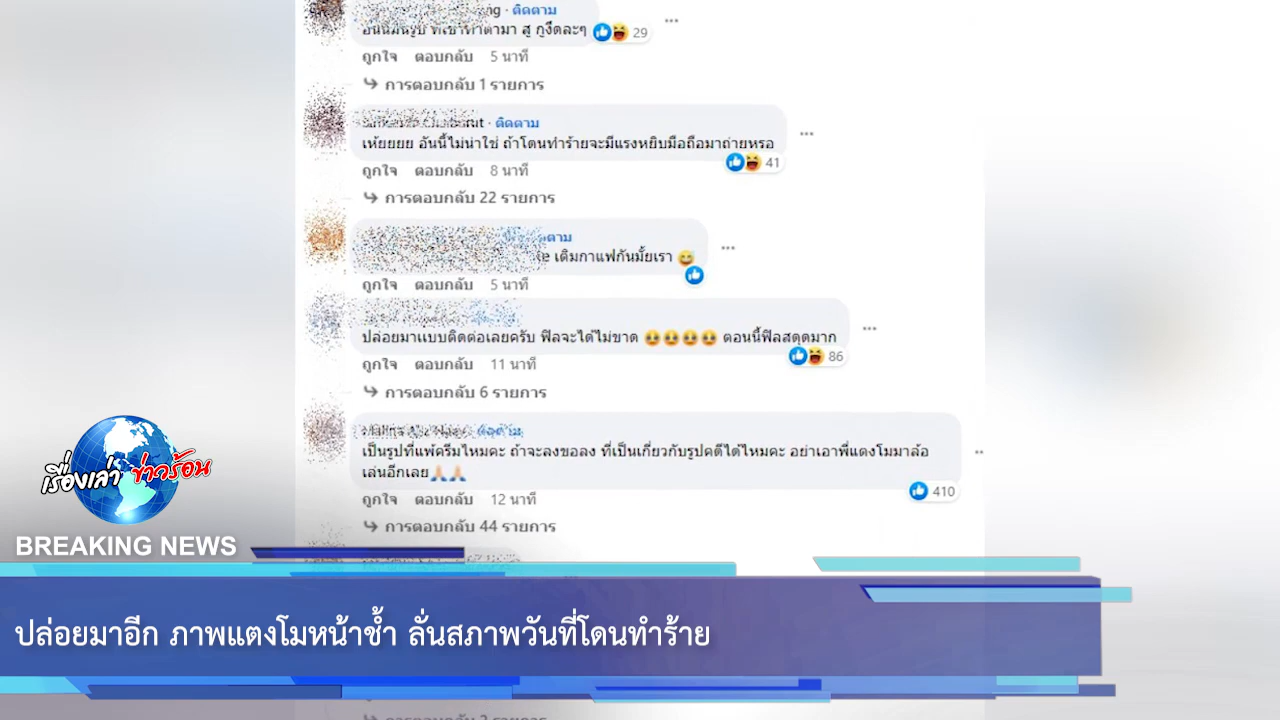 ติดตาม
29
ถูกใจ ตอบกลับ 5 นาที
การตอบกลับ 1 รายการ
ติดตาม
เห้ยยยย อันนี้ไม่น่าใช่ ถ้าโดนทำร้ายจะมีแรงหยิบมือถือมาถ่ายหรอ
41
ถูกใจ ตอบกลับ 8 นาที
การตอบกลับ 22 รายการ
เติมกาแฟกันมั้ยเรา
ถูกใจ ตอบกลับ 5 นาที
ปล่อยมาแบบติดต่อเลยครับ ฟิลจะได้ไม่ขาด ตอนนี้ฟิลสดุดมาก
86
ถูกใจ ตอบกลับ 11 นาที
การตอบกลับ 6 รายการ
เป็นรูปที่แพ้ครีมไหมคะ ถ้าจะลงขอลง ที่เป็นเกี่ยวกับรูปคดีได้ไหมคะ อย่าเอาพี่แตงโมมาล้อ
เล่นอีกเลย
410
ถูกใจ ตอบกลับ 12 นาที
การตอบกลับ 44 รายการ
เรื่องเล่า ข่าวร้อน
BREAKING NEWS
ปล่อยมาอีก ภาพแตงโมหน้าช้ำ ลั่นสภาพวันที่โดนทำร้าย